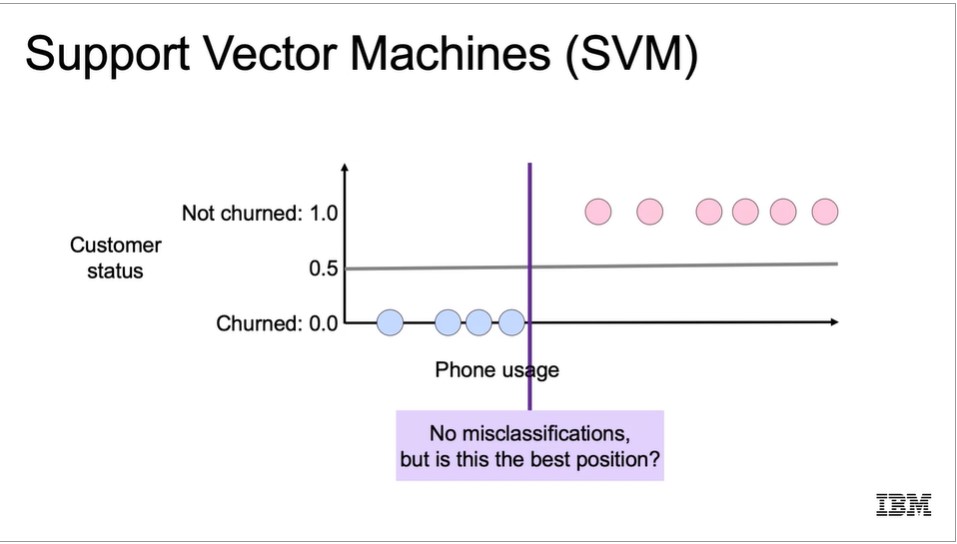 Support Vector Machines (SVM)
Not churned: 1.0
Customer
status
0.5
Churned: 0.0
Phone usage
No misclassifications,
but is this the best position?
IBM